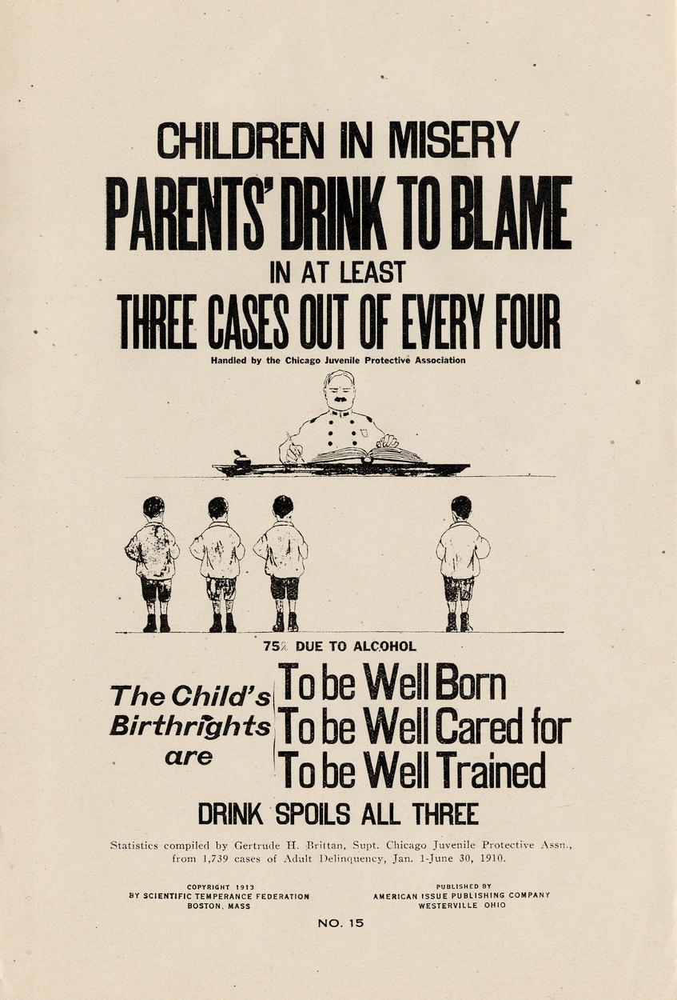 CHILDREN IN MISERY
PARENTS' DRINK TO BLAME
IN AT LEAST
THREE CASES OUT OF EVERY FOUR
Handled by the Chicago Juvenile Protective Association
75% DUE TO ALCOHOL
The Child's
Birthrights
are
To be Well Born
To be Well Cared for
To be Well Trained
DRINK SPOILS ALL THREE
Statistics compiled by Gertrude H. Brittan, Supt. Chicago Juvenile Protective Assn.,
from 1,739 cases of Adult Delinquency, Jan. 1-June 30, 1910.
COPYRIGHT 1913
BY SCIENTIFIC TEMPERANCE FEDERATION
BOSTON, MASS
PUBLISHED BY
AMERICAN ISSUE PUBLISHING COMPANY
WESTERVILLE OHIO
NO. 15